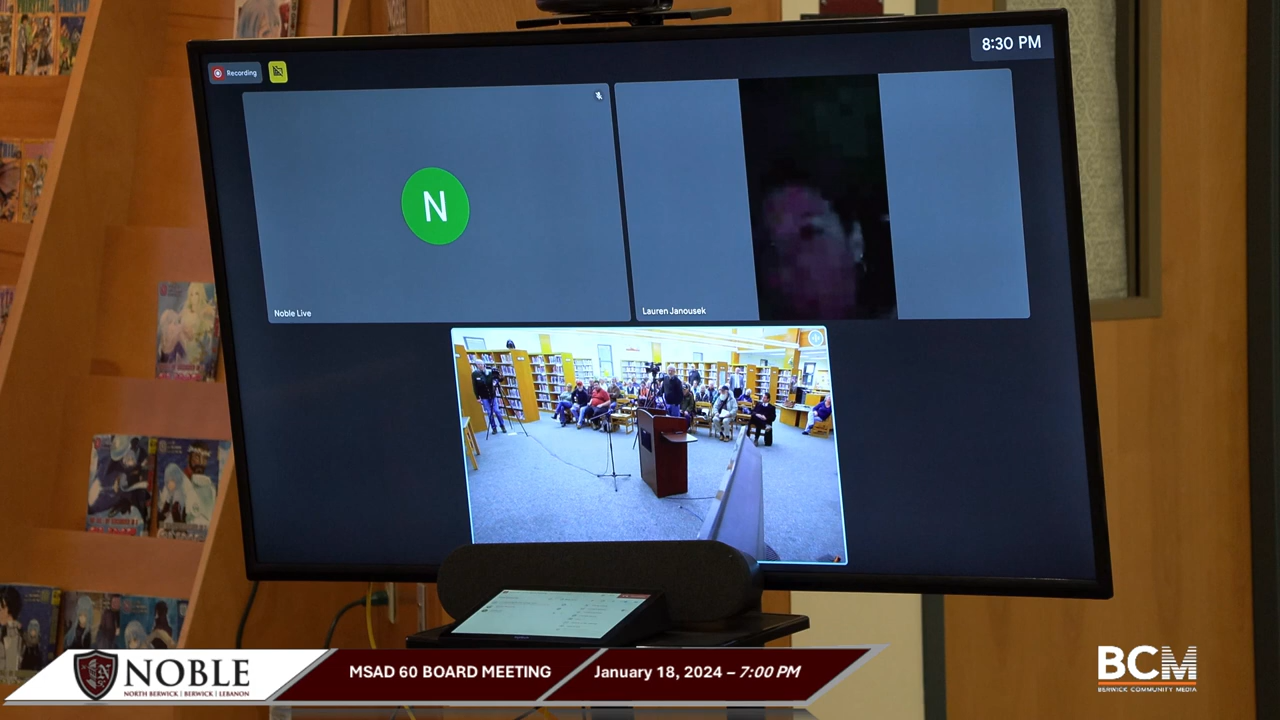 8:30 PM
Recording
N
Noble Live
Lauren Janousek
NOBLE
NORTH BERWICK | BERWICK | LEBANON
MSAD 60 BOARD MEETING
January 18, 2024 – 7:00 PM
BCM
BERWICK COMMUNITY MEDIA